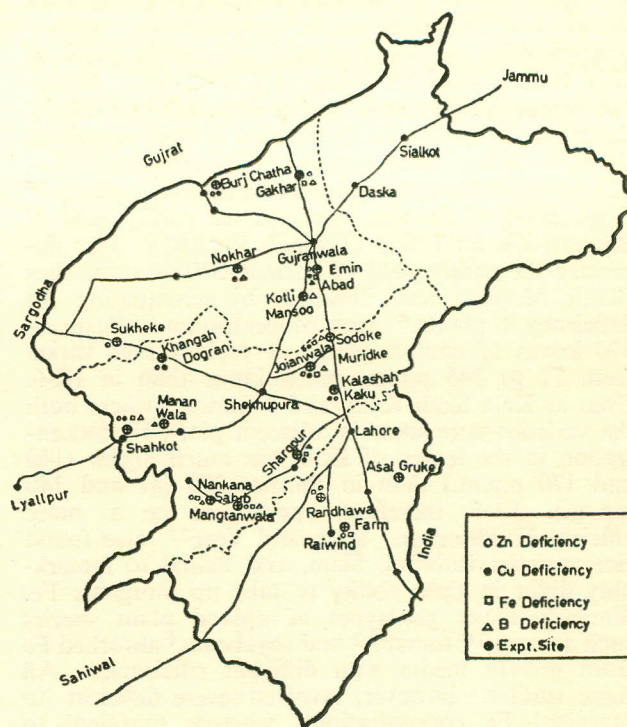 Jammu
Gujrat
Sialkot
Burj Chatha
Gakhar
Daska
Nokhar
Gujranwala
Emin
Abad
Kotli
Mansoo
Sargodha
Sukheke
Khangah
Dogran
Sodoke
Joianwala
Muridke
Kalashah
Kaku
Manan
Wala
Sheikhupura
Shahkot
Lahore
Sharqpur
Asal Gruke
Lyallpur
Nankana
Sahib
Mangtanwala
Randhawa
Farm
Raiwind
India
Sahiwal
Zn Deficiency
Cu Deficiency
Fe Deficiency
B Deficiency
Expt. Site